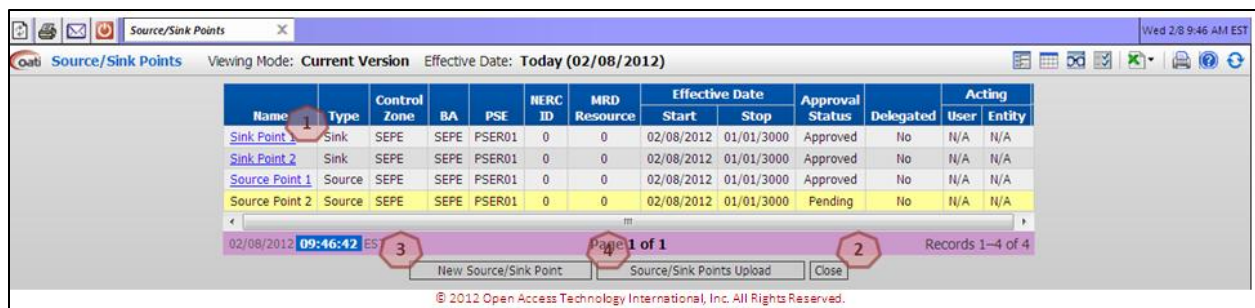 Source/Sink Points X Wed 2/8 9:46 AM EST
oati Source/Sink Points Viewing Mode: Current Version Effective Date: Today (02/08/2012)
Name Type Control Zone BA PSE NERC ID MRD Resource Effective Date Start Stop Approval Status Delegated Acting User Entity
1
Sink Point 1 Sink SEPE SEPE PSER01 0 0 02/08/2012 01/01/3000 Approved No N/A N/A
Sink Point 2 Sink SEPE SEPE PSER01 0 0 02/08/2012 01/01/3000 Approved No N/A N/A
Source Point 1 Source SEPE SEPE PSER01 0 0 02/08/2012 01/01/3000 Approved No N/A N/A
Source Point 2 Source SEPE SEPE PSER01 0 0 02/08/2012 01/01/3000 Pending No N/A N/A
02/08/2012 09:46:42 EST 3 Page 1 of 1 4 2 Records 1–4 of 4
New Source/Sink Point Source/Sink Points Upload Close
© 2012 Open Access Technology International, Inc. All Rights Reserved.